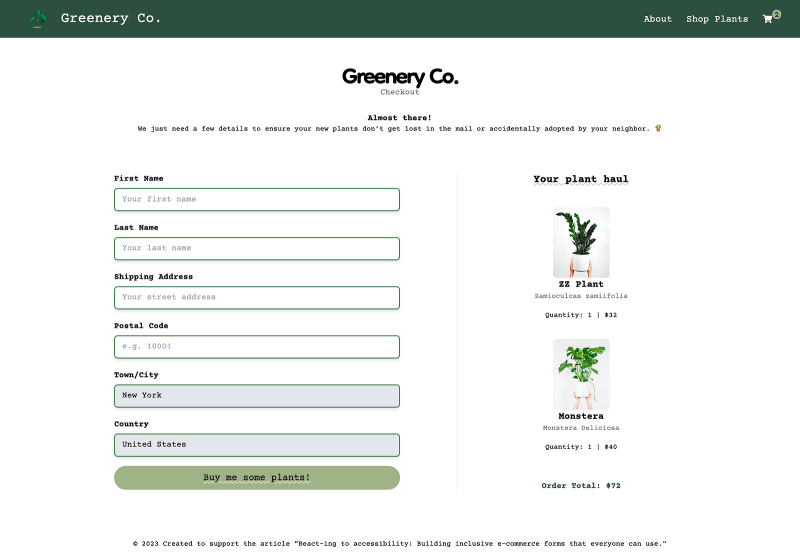 Greenery Co.
About
Shop Plants
2
Greenery Co.
Checkout
Almost there!
We just need a few details to ensure your new plants don’t get lost in the mail or accidentally adopted by your neighbor. 🪴
First Name
Your first name
Last Name
Your last name
Shipping Address
Your street address
Postal Code
e.g. 10001
Town/City
New York
Country
United States
Buy me some plants!
Your plant haul
ZZ Plant
Zamioculcas zamiifolia
Quantity: 1 | $32
Monstera
Monstera Deliciosa
Quantity: 1 | $40
Order Total: $72
© 2023 Created to support the article "React-ing to accessibility: Building inclusive e-commerce forms that everyone can use."